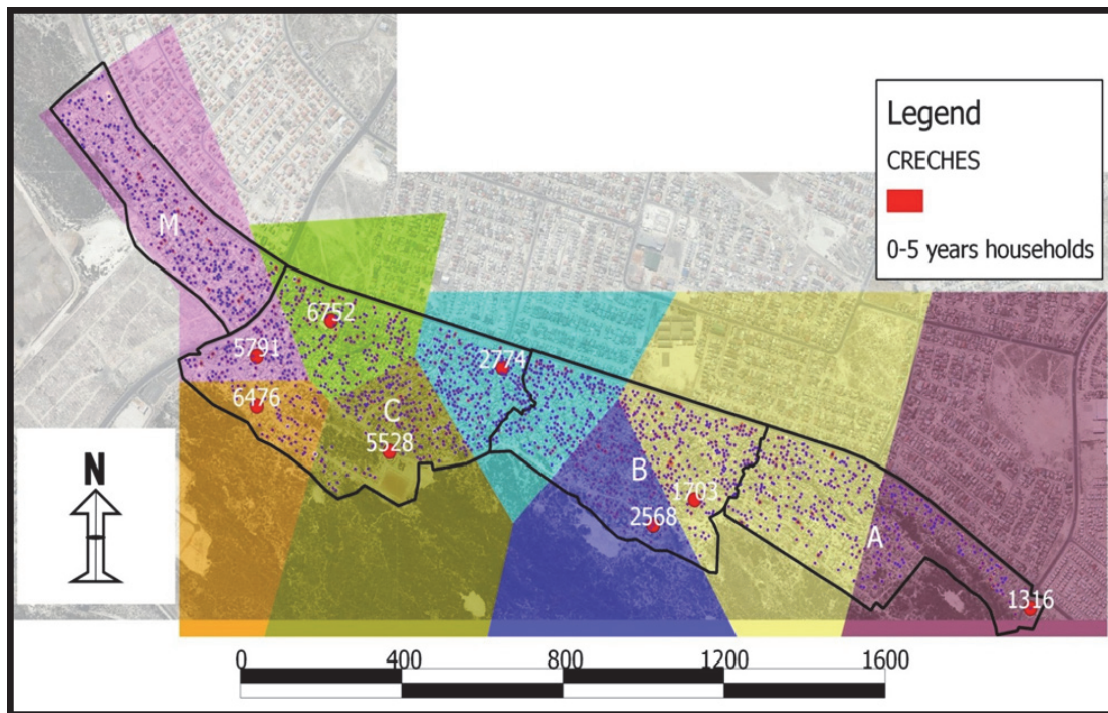 Legend
CRECHES
0-5 years households
M
6752
5791
2774
6476
C
5528
B
1703
2568
A
1316
N
0 400 800 1200 1600